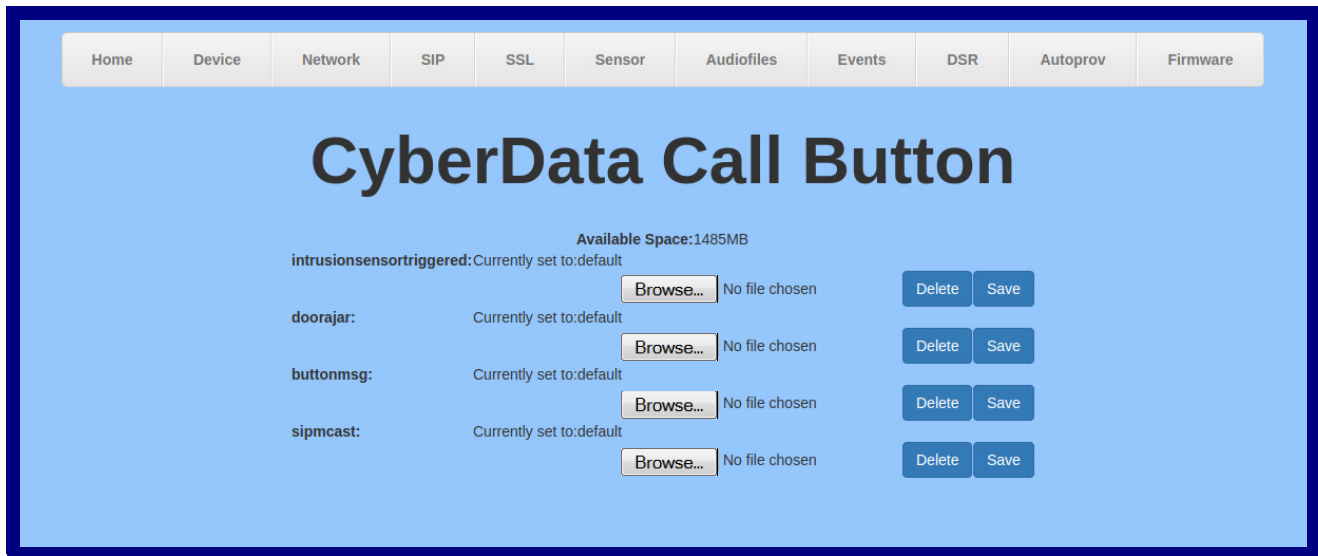 Home Device Network SIP SSL Sensor Audiofiles Events DSR Autoprov Firmware
CyberData Call Button
Available Space:1485MB
intrusionsensortriggered:Currently set to:default
Browse... No file chosen Delete Save
doorajar: Currently set to:default
Browse... No file chosen Delete Save
buttonmsg: Currently set to:default
Browse... No file chosen Delete Save
sipmcast: Currently set to:default
Browse... No file chosen Delete Save